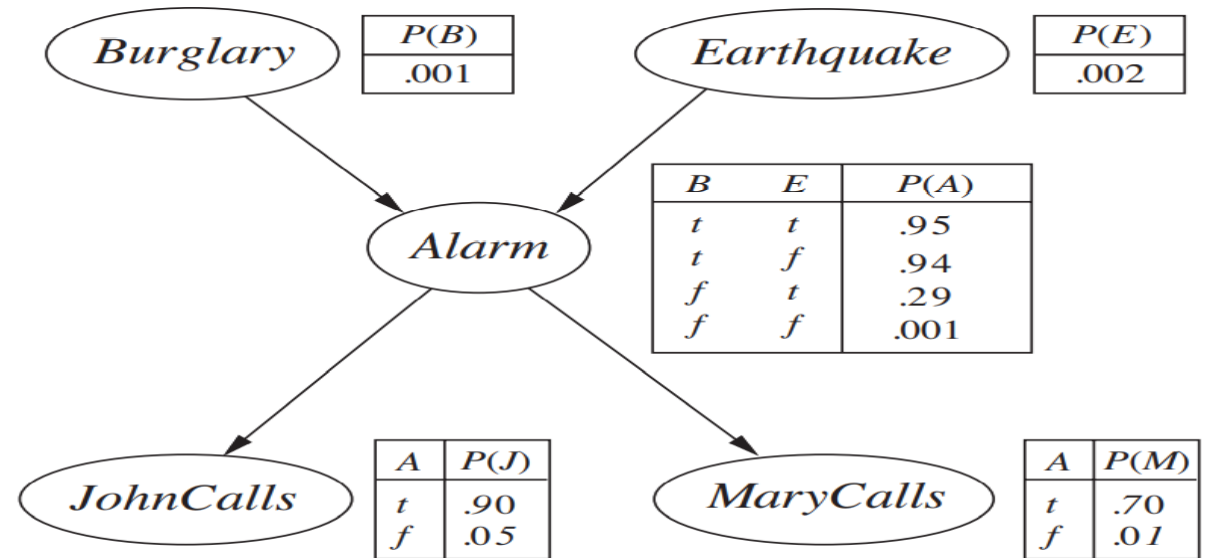 Burglary
P(B)
.001
Earthquake
P(E)
.002
Alarm
B E P(A)
t t .95
t f .94
f t .29
f f .001
JohnCalls
A P(J)
t .90
f .05
MaryCalls
A P(M)
t .70
f .01